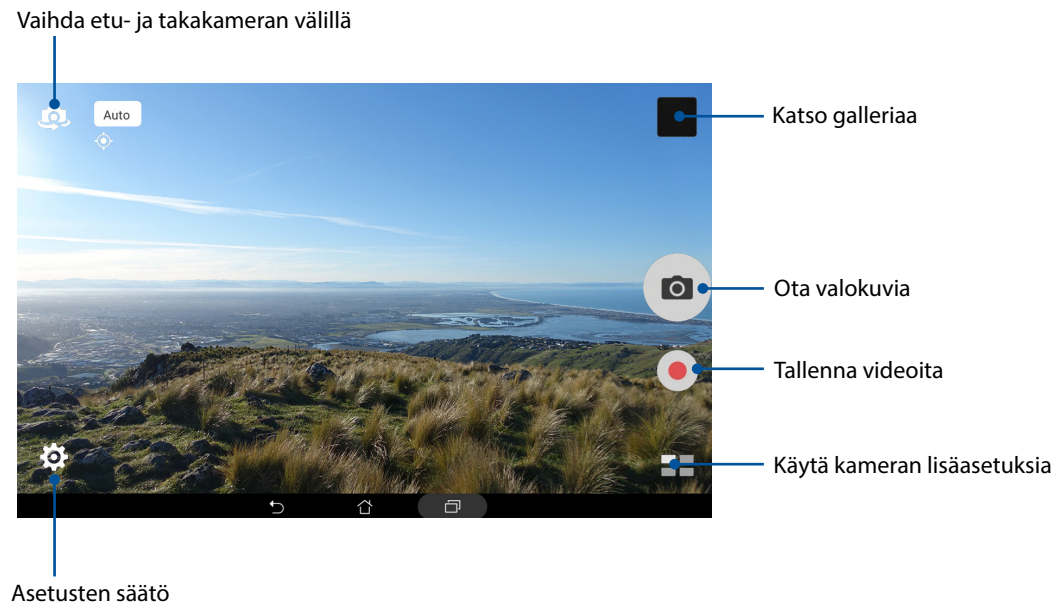 Vaihda etu- ja takakameran välillä
Auto
Katso galleriaa
Ota valokuvia
Tallenna videoita
Käytä kameran lisäasetuksia
Asetusten säätö